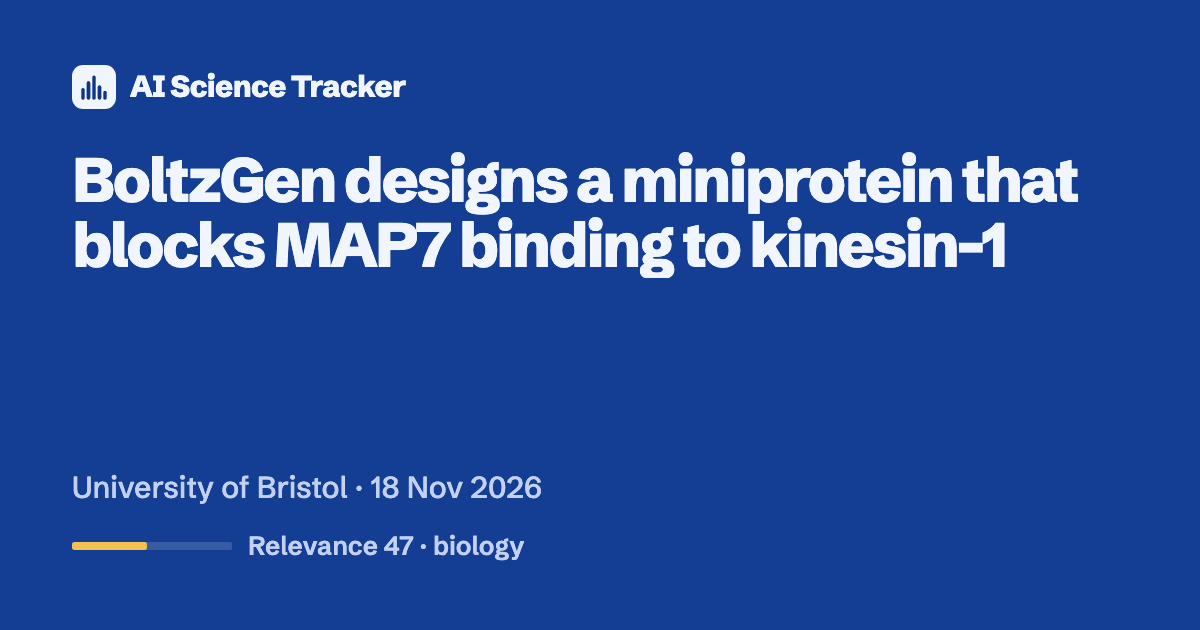 AI Science Tracker
BoltzGen designs a miniprotein that
blocks MAP7 binding to kinesin-1
University of Bristol · 18 Nov 2026
Relevance 47 · biology